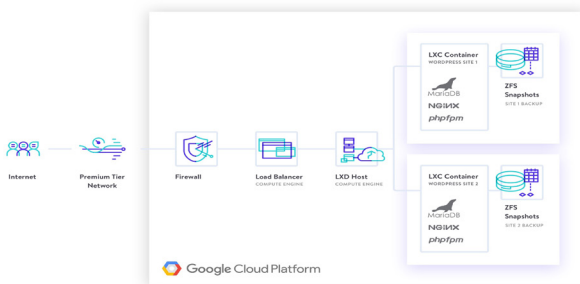 LXC Container
WORDPRESS SITE 1
MariaDB
NGINX
phpfpm
ZFS
Snapshots
SITE 1 BACKUP
Internet
Premium Tier
Network
Firewall
Load Balancer
COMPUTE ENGINE
LXD Host
COMPUTE ENGINE
LXC Container
WORDPRESS SITE 2
MariaDB
NGINX
phpfpm
ZFS
Snapshots
SITE 2 BACKUP
Google Cloud Platform